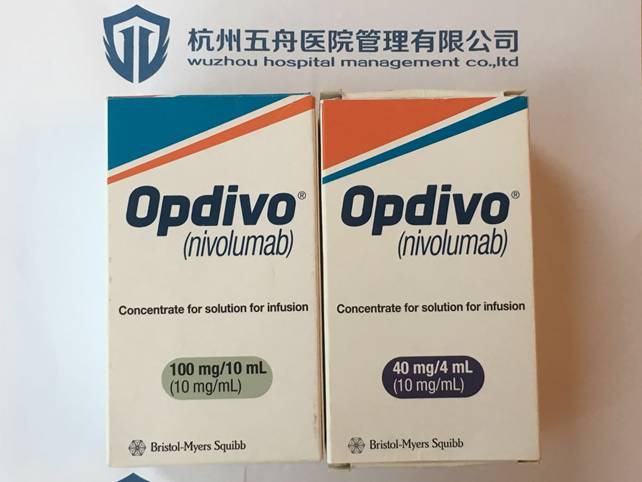 杭州五舟医院管理有限公司
wuzhou hospital management co.,ltd
Opdivo®
(nivolumab)
Concentrate for solution for infusion
100 mg/10 mL
(10 mg/mL)
Bristol-Myers Squibb
Opdivo®
(nivolumab)
Concentrate for solution for infusion
40 mg/4 mL
(10 mg/mL)
Bristol-Myers Squibb